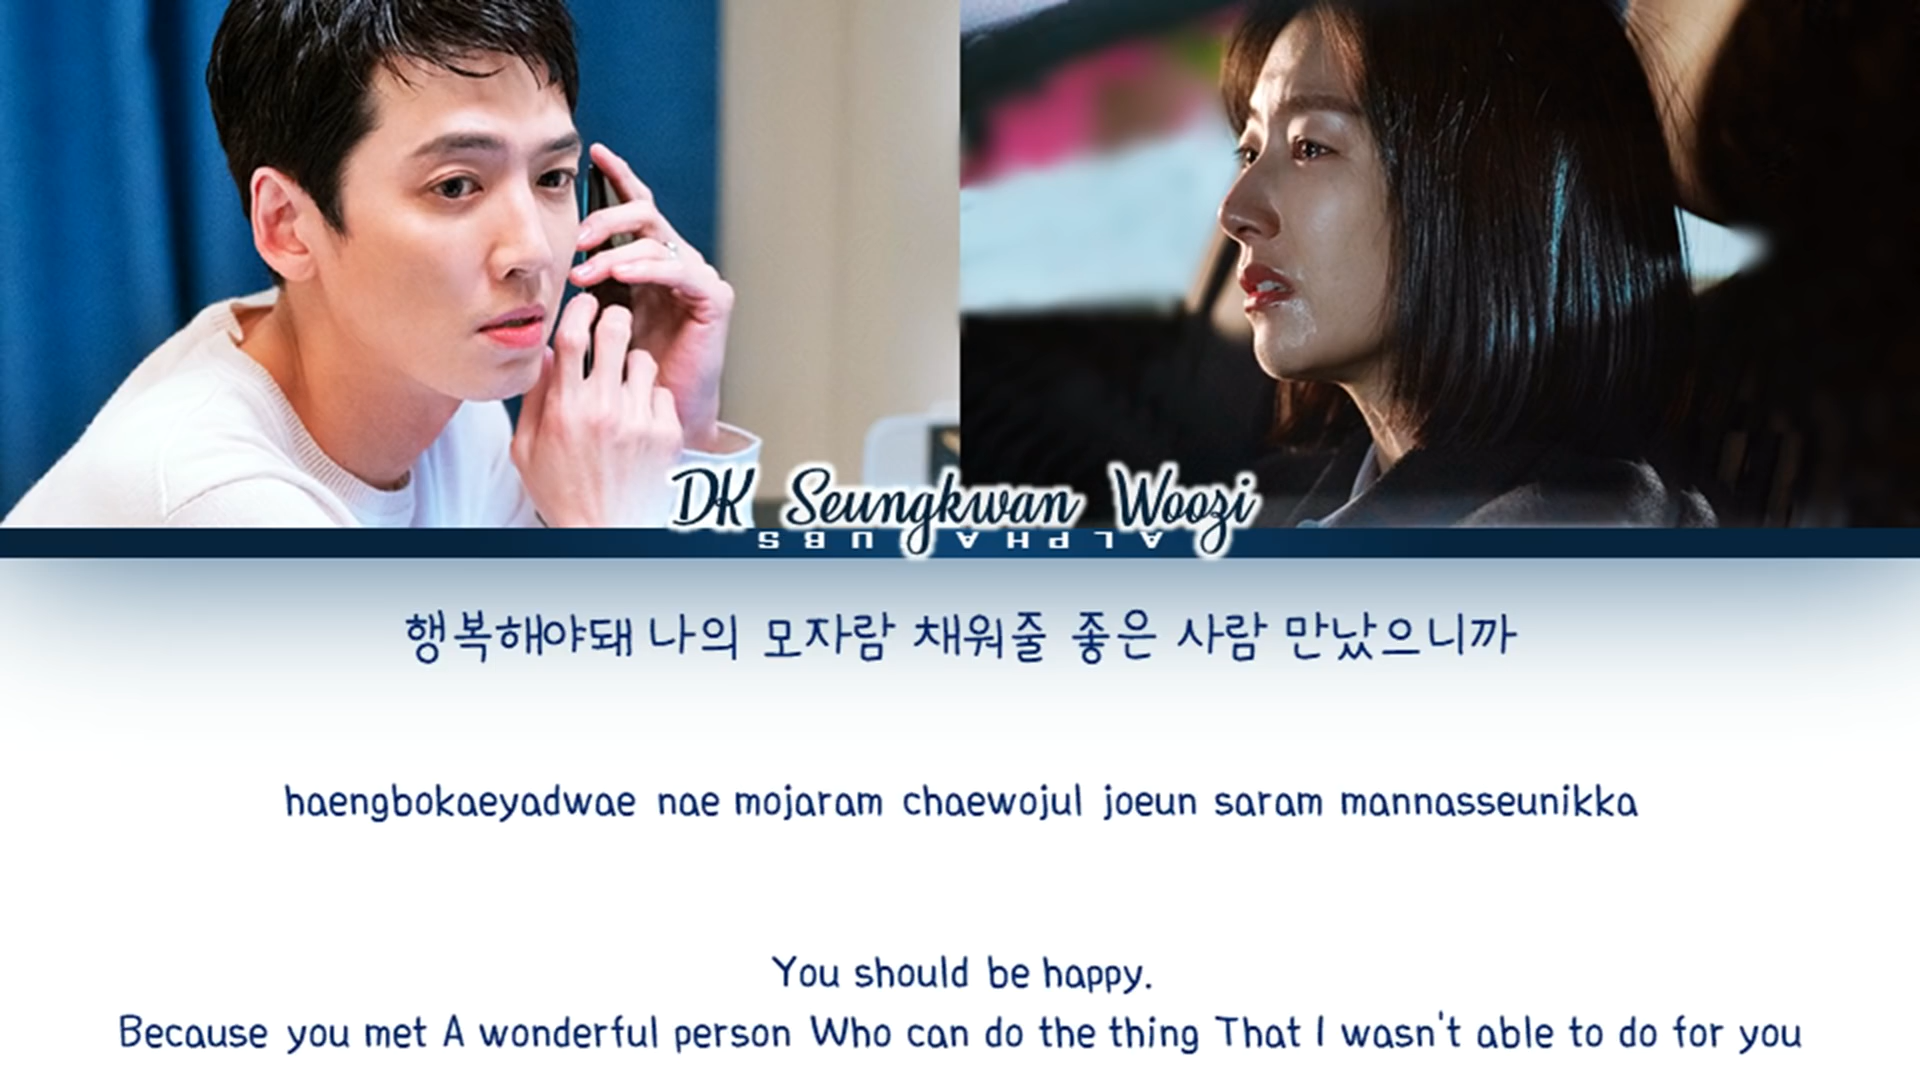 DK Seungkwan Woozi
ALPHA UBS
행복해야돼 나의 모자람 채워줄 좋은 사람 만났으니까
haengbokaeyadwae nae mojaram chaewojul joeun saram mannasseunikka
You should be happy.
Because you met A wonderful person Who can do the thing That I wasn't able to do for you